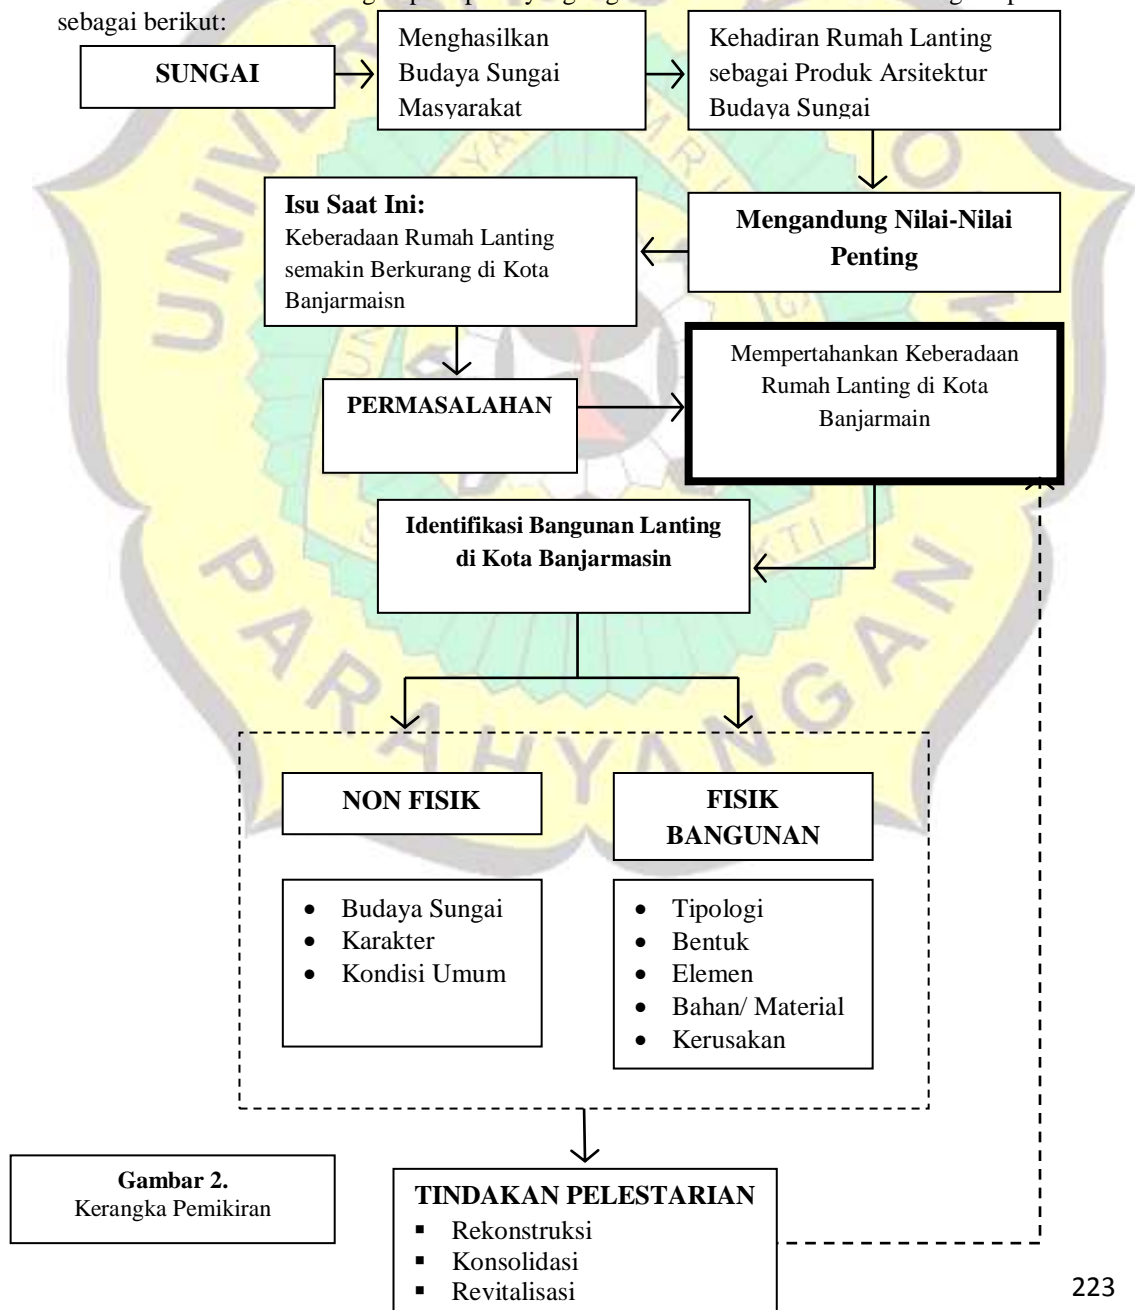 sebagai berikut:
SUNGAI
Menghasilkan
Budaya Sungai
Masyarakat
Kehadiran Rumah Lanting
sebagai Produk Arsitektur
Budaya Sungai
Mengandung Nilai-Nilai
Penting
Isu Saat Ini:
Keberadaan Rumah Lanting
semakin Berkurang di Kota
Banjarmaisn
PERMASALAHAN
Mempertahankan Keberadaan
Rumah Lanting di Kota
Banjarmain
Identifikasi Bangunan Lanting
di Kota Banjarmasin
NON FISIK
FISIK
BANGUNAN
• Budaya Sungai
• Karakter
• Kondisi Umum
• Tipologi
• Bentuk
• Elemen
• Bahan/ Material
• Kerusakan
Gambar 2.
Kerangka Pemikiran
TINDAKAN PELESTARIAN
▪ Rekonstruksi
▪ Konsolidasi
▪ Revitalisasi
223
PARAHYANGAN